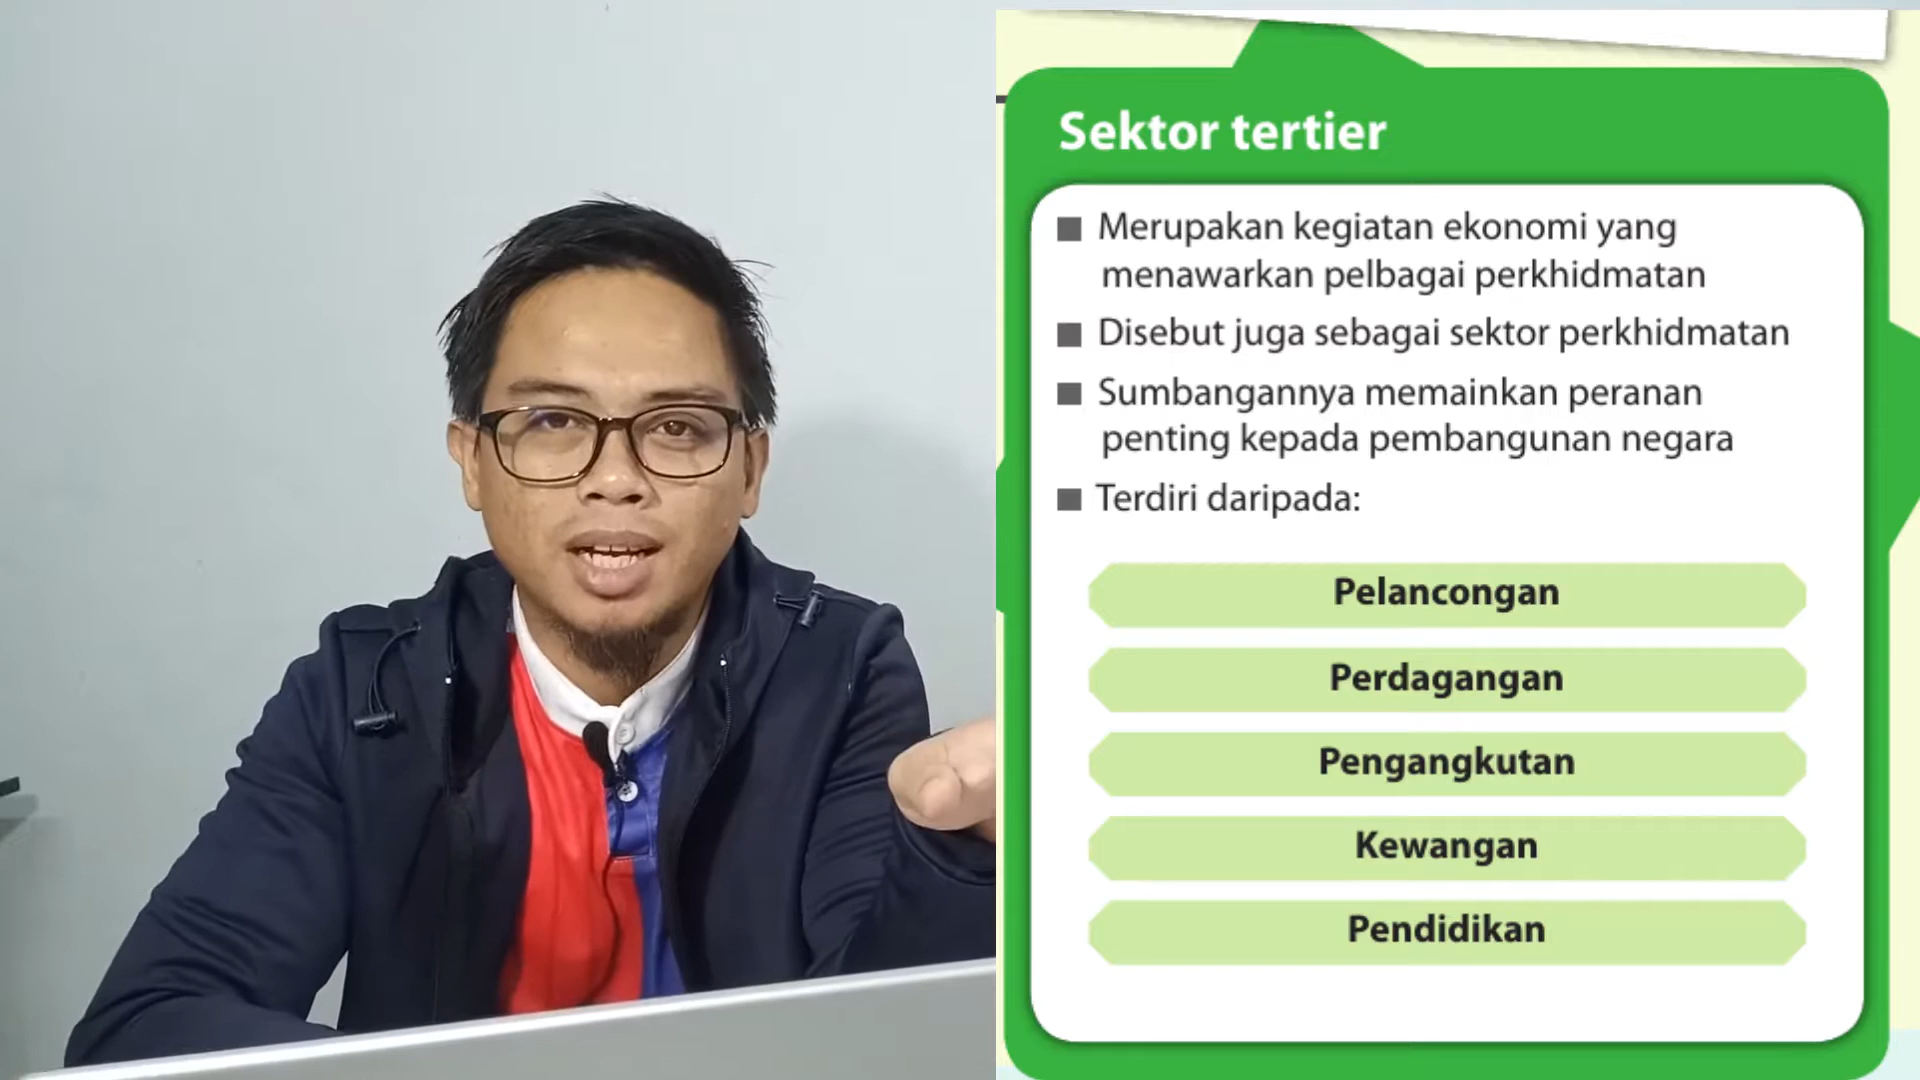 Sektor tertier
Merupakan kegiatan ekonomi yang
menawarkan pelbagai perkhidmatan
Disebut juga sebagai sektor perkhidmatan
Sumbangannya memainkan peranan
penting kepada pembangunan negara
Terdiri daripada:
Pelancongan
Perdagangan
Pengangkutan
Kewangan
Pendidikan